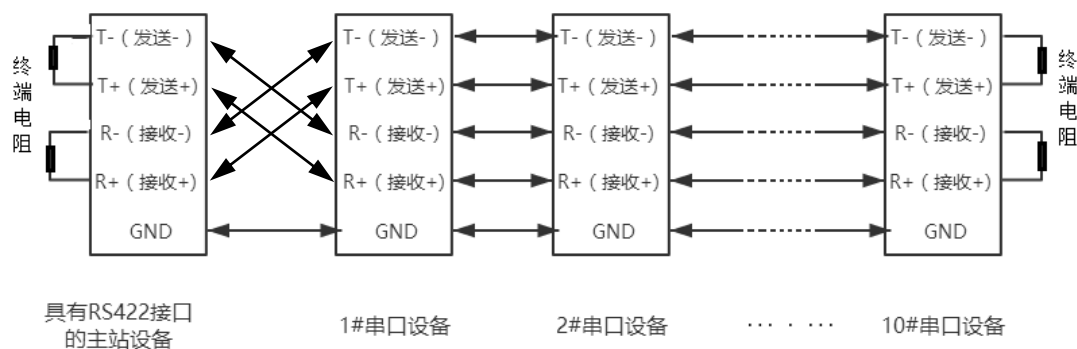 终端电阻
T-（发送-）
T+（发送+)
R-（接收-)
R+（接收+)
GND
T-（发送-）
T+（发送+)
R-（接收-)
R+（接收+)
GND
T-（发送-）
T+（发送+)
R-（接收-)
R+（接收+)
GND
T-（发送-）
T+（发送+)
R-（接收-)
R+（接收+)
GND
终端电阻
具有RS422接口
的主站设备
1#串口设备
2#串口设备
... . ...
10#串口设备